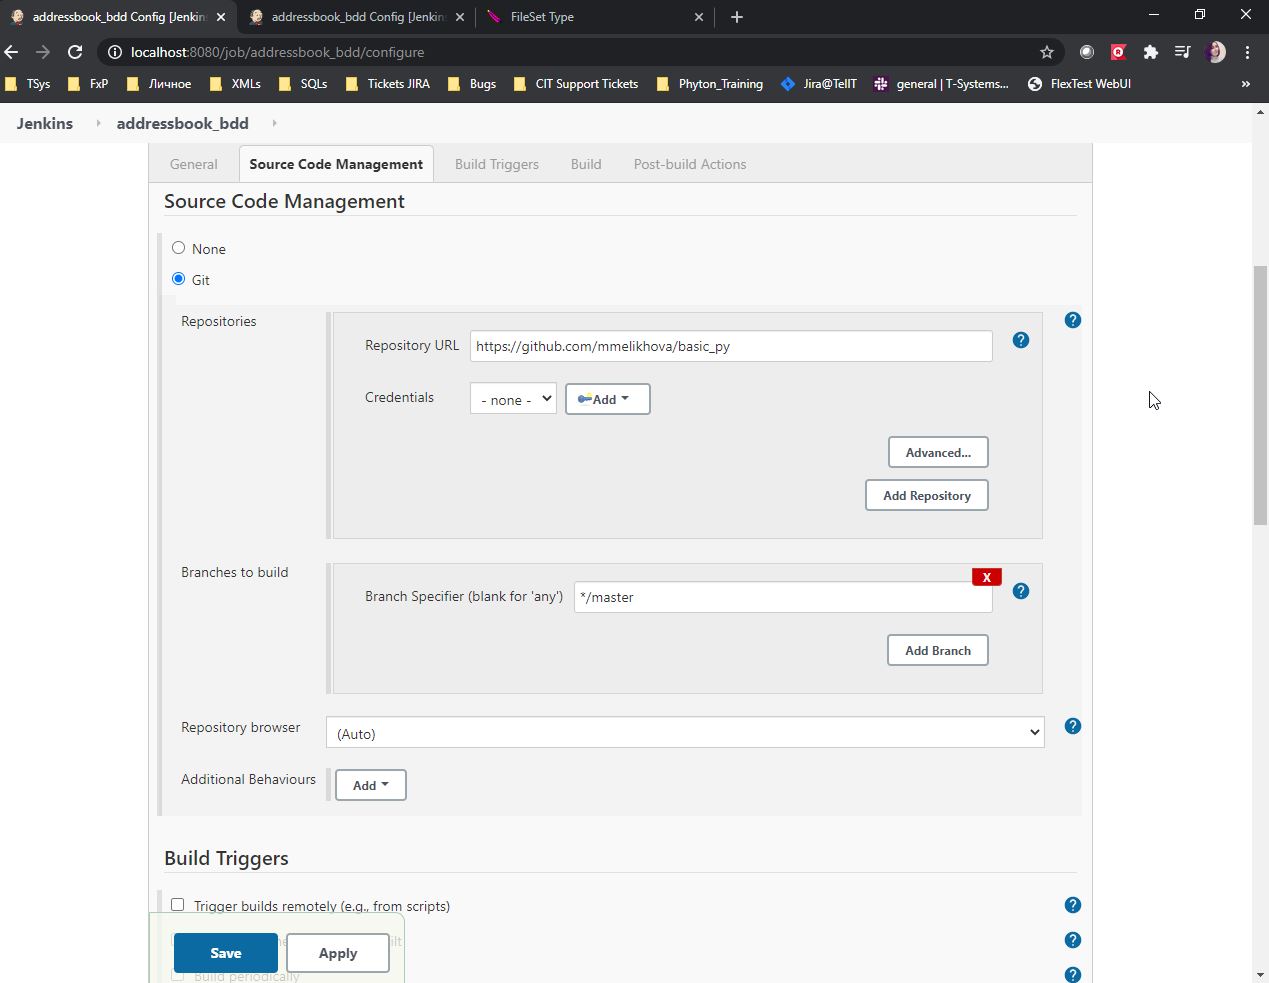 addressbook_bdd Config [Jenkin
addressbook_bdd Config [Jenkin
FileSet Type
localhost:8080/job/addressbook_bdd/configure
TSys
FxP
Личное
XMLs
SQLs
Tickets JIRA
Bugs
CIT Support Tickets
Phyton_Training
Jira@TelIT
general | T-Systems...
FlexTest WebUI
»
Jenkins
addressbook_bdd
General
Source Code Management
Build Triggers
Build
Post-build Actions
Source Code Management
None
Git
Repositories
Repository URL
https://github.com/mmelikhova/basic_py
Credentials
- none -
Add
Advanced...
Add Repository
Branches to build
X
Branch Specifier (blank for 'any')
*/master
Add Branch
Repository browser
(Auto)
Additional Behaviours
Add
Build Triggers
Trigger builds remotely (e.g., from scripts)
Save
Apply
Build periodically